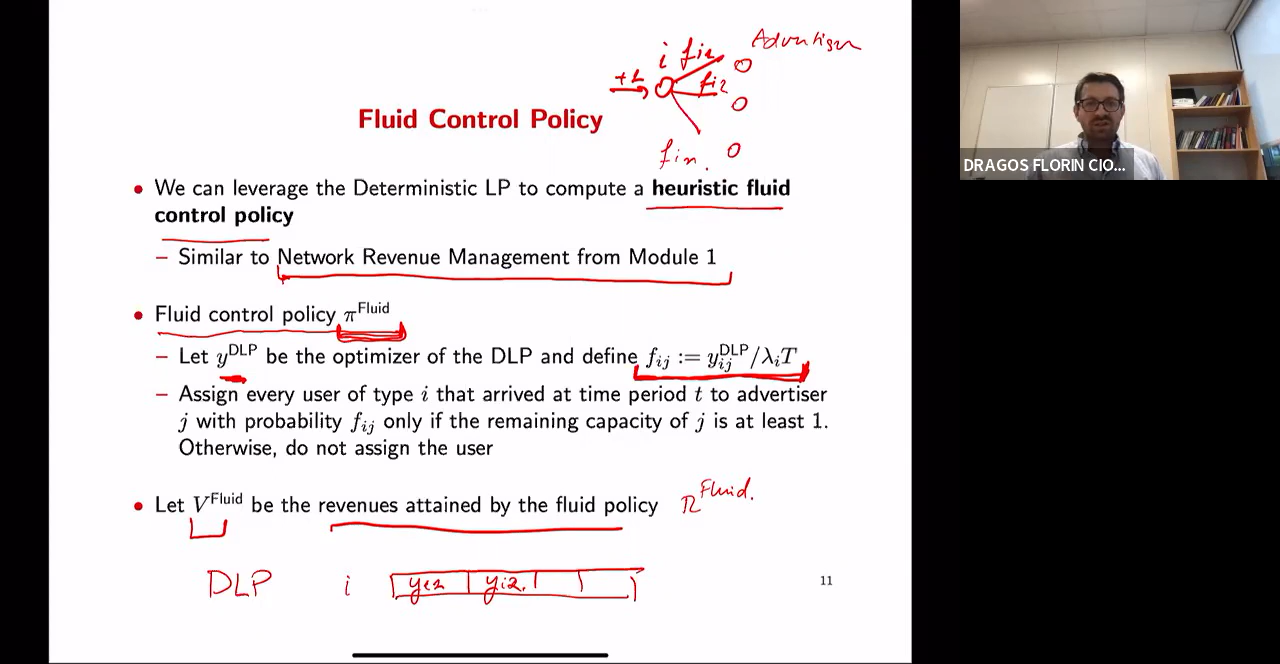 Advertiser
i fi1
+1
fi2
Fluid Control Policy
fin.
• We can leverage the Deterministic LP to compute a heuristic fluid
control policy
– Similar to Network Revenue Management from Module 1
• Fluid control policy π^Fluid
– Let y^DLP be the optimizer of the DLP and define f_ij := y_ij^DLP/λ_iT
– Assign every user of type i that arrived at time period t to advertiser
j with probability f_ij only if the remaining capacity of j is at least 1.
Otherwise, do not assign the user
• Let V^Fluid be the revenues attained by the fluid policy π^Fluid.
DLP i yi1 yi2.
11
DRAGOS FLORIN CIO...